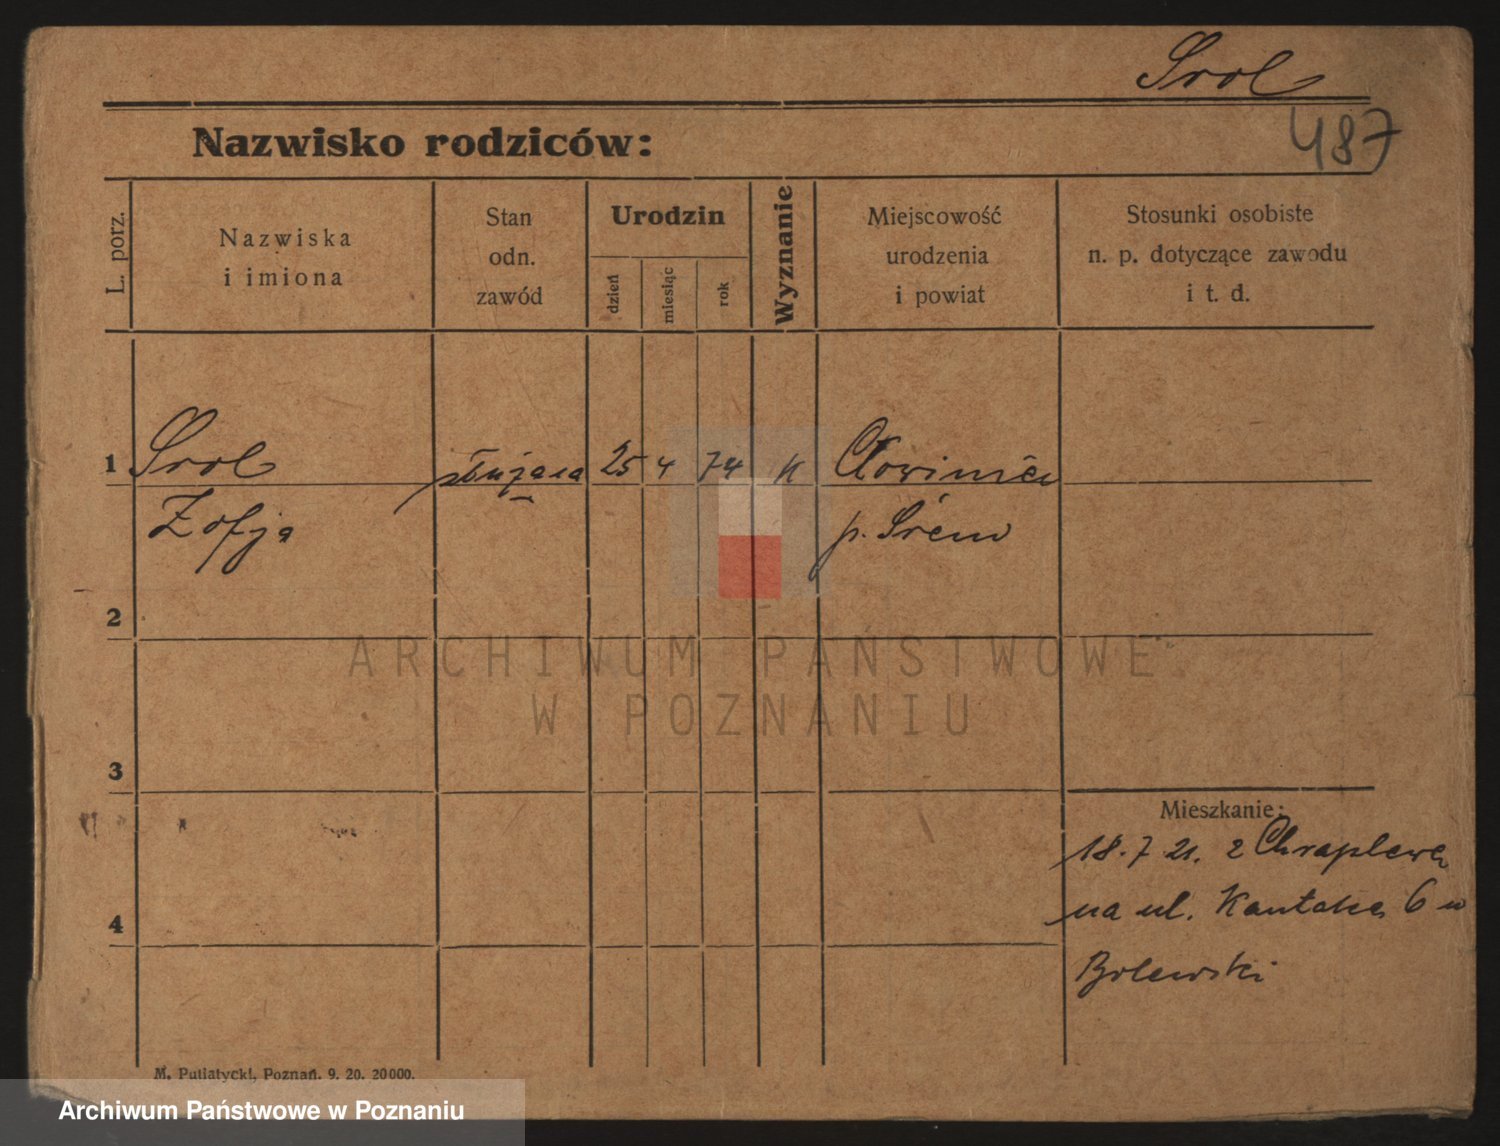 Srol
487
Nazwisko rodziców:
L. porz.
Nazwiska
i imiona
Stan
odn.
zawód
Urodzin
dzień
miesiąc
rok
Wyznanie
Miejscowość
urodzenia
i powiat
Stosunki osobiste
n. p. dotyczące zawodu
i t. d.
1 Srol służąca 25 4 74 K
Zofja p. Śrem
2
3
4
Mieszkanie:
18.7 21. z Chraplewa
na ul. 6
Bolewski
M. Putiatycki, Poznań. 9. 20. 20000.
ARCHIWUM PAŃSTWOWE
W POZNANIU
Archiwum Państwowe w Poznaniu